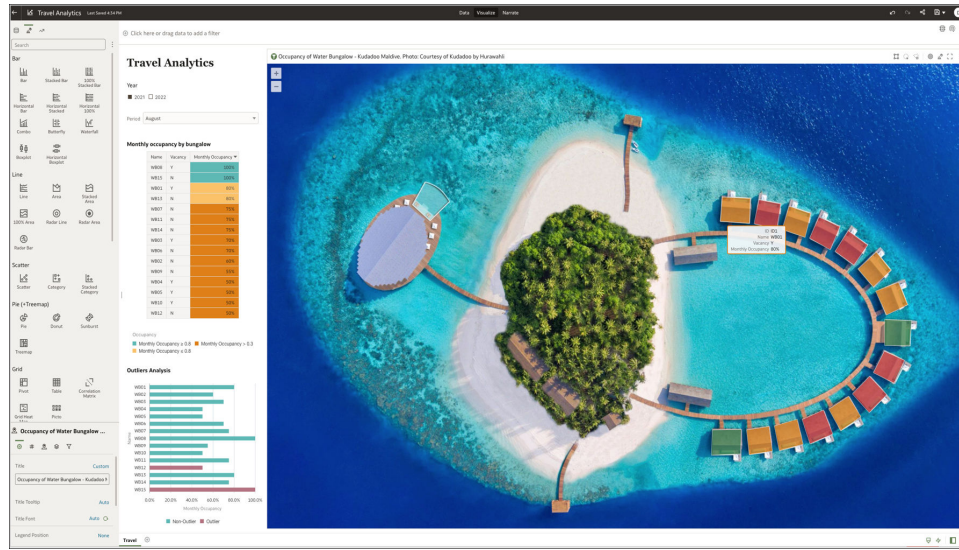 Travel Analytics Last Saved 4:54 PM
Data Visualize Narrate
Search
Click here or drag data to add a filter
Bar
Bar
Stacked Bar
100% Stacked Bar
Horizontal Bar
Horizontal Stacked
Horizontal 100%
Combo
Butterfly
Waterfall
Boxplot
Horizontal Boxplot
Line
Line
Area
Stacked Area
100% Area
Radar Line
Radar Area
Radar Bar
Scatter
Scatter
Category
Stacked Category
Pie (+Treemap)
Pie
Donut
Sunburst
Treemap
Grid
Pivot
Table
Correlation Matrix
Grid Heat
Picto
Occupancy of Water Bungalow ...
Title Custom
Occupancy of Water Bungalow - Kudadoo
Title Tooltip Auto
Title Font Auto
Legend Position None
Travel Analytics
Year
2021 2022
Period August
Monthly occupancy by bungalow
Name Vacancy Monthly Occupancy
WB08 Y 100%
WB15 N 100%
WB01 Y 80%
WB13 N 80%
WB07 N 75%
WB11 N 75%
WB14 N 75%
WB03 Y 70%
WB06 N 70%
WB02 N 60%
WB09 N
WB04 Y 50%
WB05 Y 50%
WB10 Y 50%
WB12 N 50%
Occupancy
Monthly Occupancy ≥ 0.8 Monthly Occupancy > 0.3
Monthly Occupancy ≤ 0.8
Outliers Analysis
WB01
WB02
WB03
WB04
WB05
WB06
WB07
WB08
WB09
WB10
WB11
WB12
WB13
WB14
WB15
Name
0.0% 20.0% 40.0% 60.0% 80.0% 100.0%
Monthly Occupancy
Non-Outlier Outlier
Travel
Occupancy of Water Bungalow - Kudadoo Maldive. Photo: Courtesy of Kudadoo by Hurawalhi
ID ID1
Name WB01
Vacancy Y
Monthly Occupancy 80%